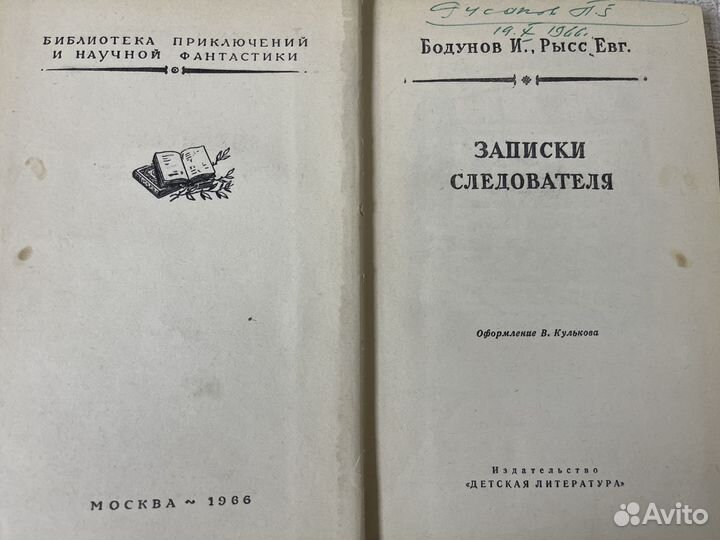 БИБЛИОТЕКА ПРИКЛЮЧЕНИЙ
И НАУЧНОЙ ФАНТАСТИКИ
МОСКВА ~ 1966
19.X 1966.
Бодунов И., Рысс Евг.
ЗАПИСКИ
СЛЕДОВАТЕЛЯ
Оформление В. Кулькова
Издательство
«ДЕТСКАЯ ЛИТЕРАТУРА»
Avito